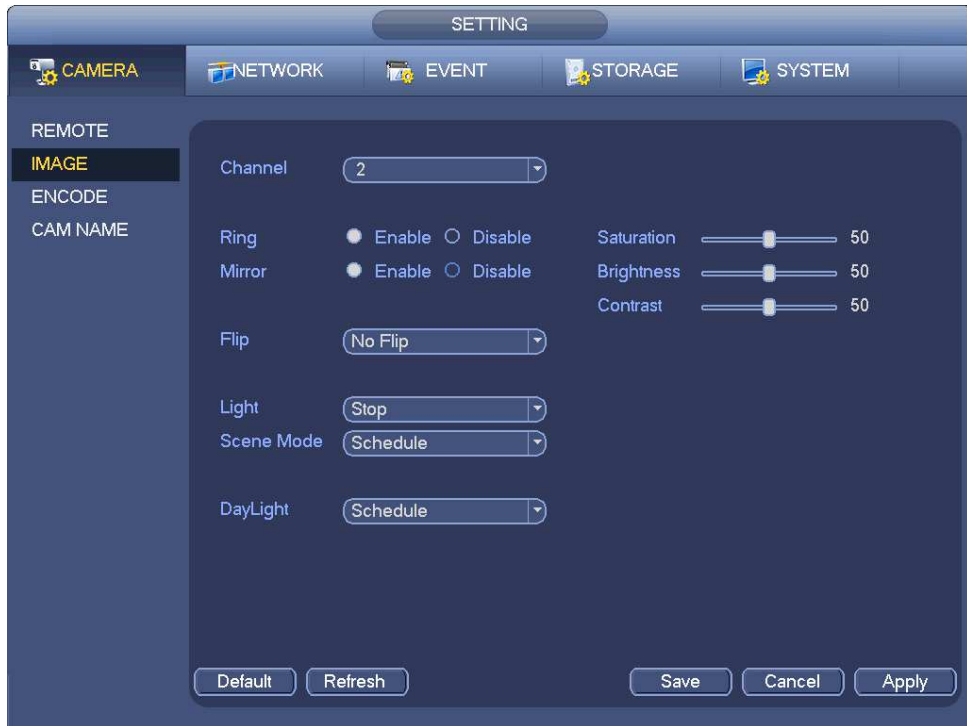 SETTING
CAMERA NETWORK EVENT STORAGE SYSTEM
REMOTE
IMAGE
ENCODE
CAM NAME
Channel 2
Ring Enable Disable Saturation 50
Mirror Enable Disable Brightness 50
Contrast 50
Flip No Flip
Light Stop
Scene Mode Schedule
DayLight Schedule
Default Refresh Save Cancel Apply